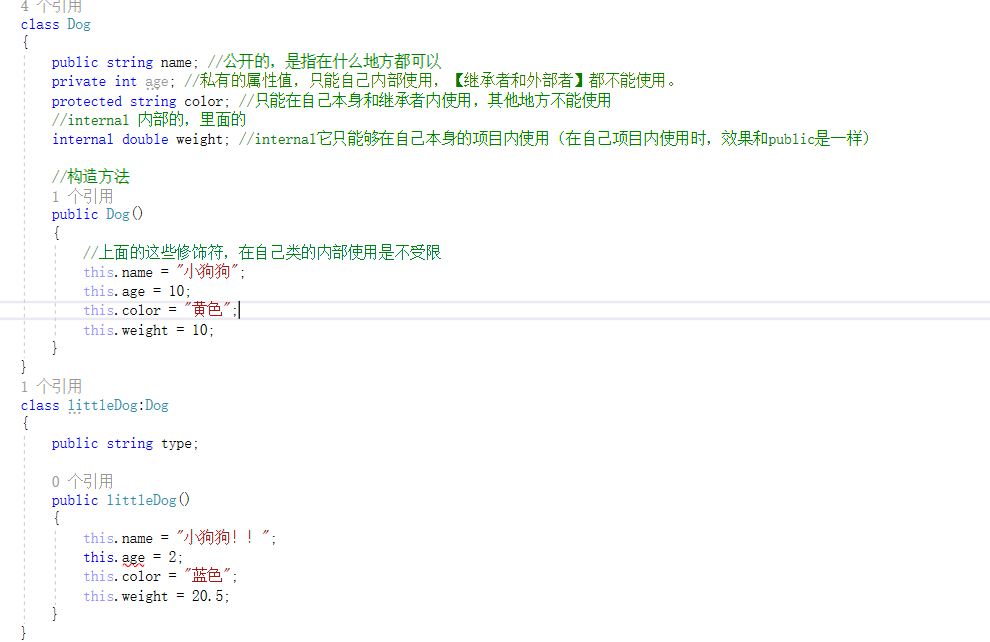 4 个引用
class Dog
{
public string name; //公开的，是指在什么地方都可以
private int age; //私有的属性值，只能自己内部使用，【继承者和外部者】都不能使用。
protected string color; //只能在自己本身和继承者内使用，其他地方不能使用
//internal 内部的，里面的
internal double weight; //internal它只能够在自己本身的项目内使用（在自己项目内使用时，效果和public是一样）
//构造方法
1 个引用
public Dog()
{
//上面的这些修饰符，在自己类的内部使用是不受限
this.name = "小狗狗";
this.age = 10;
this.color = "黄色";
this.weight = 10;
}
}
1 个引用
class littleDog:Dog
{
public string type;
0 个引用
public littleDog()
{
this.name = "小狗狗！！";
this.age = 2;
this.color = "蓝色";
this.weight = 20.5;
}
}